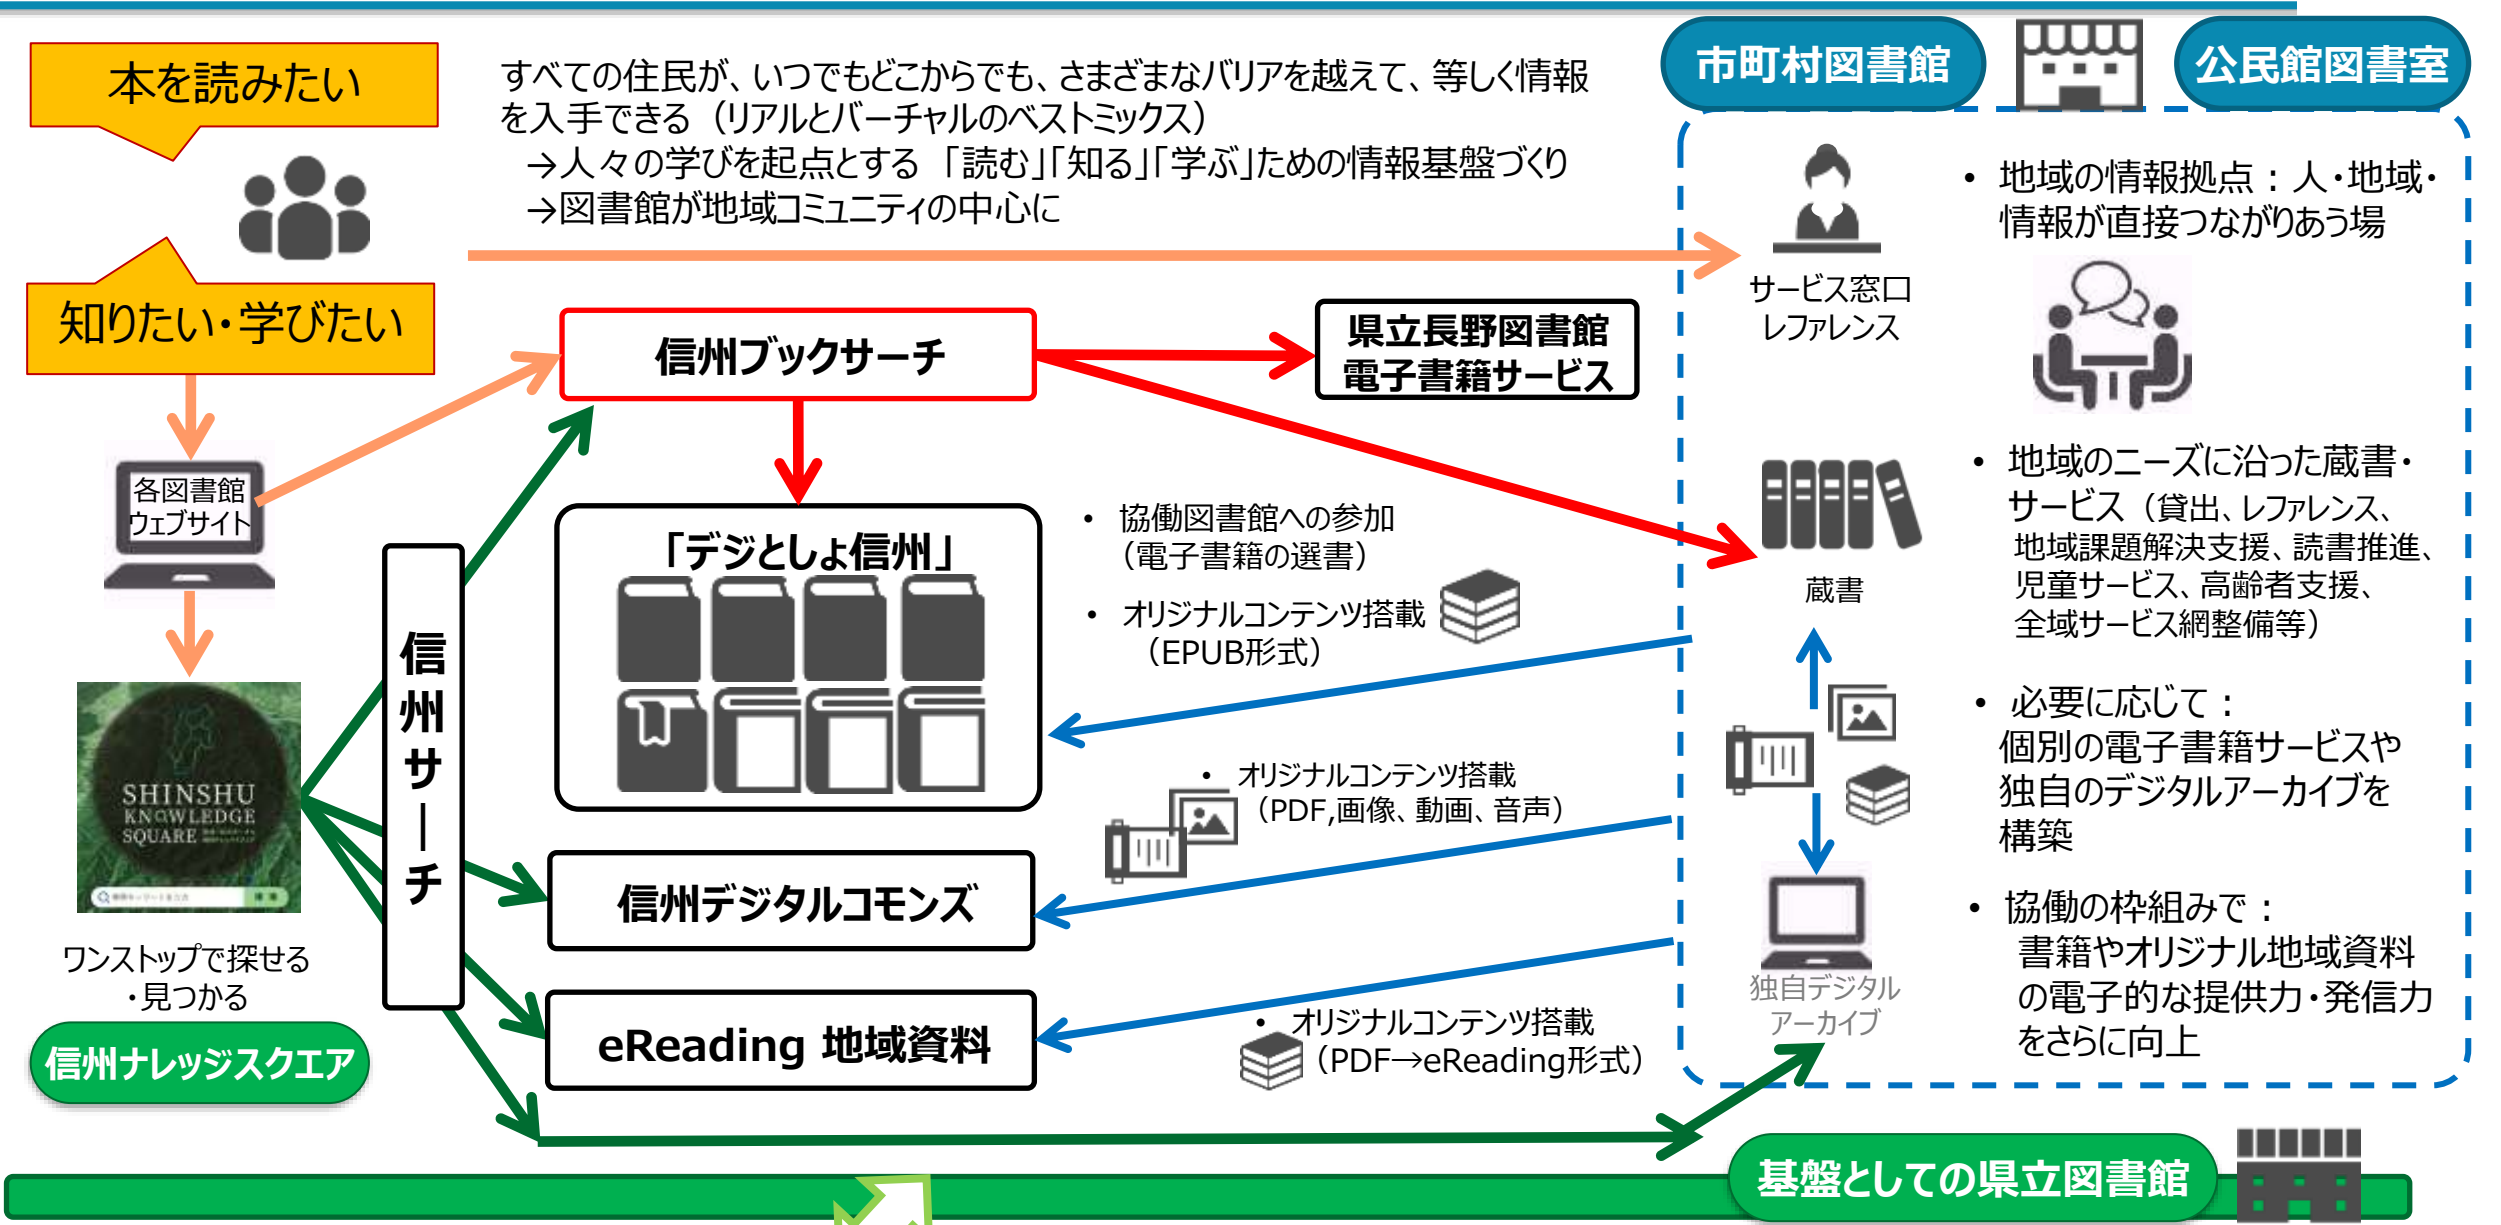 本を読みたい
すべての住民が、いつでもどこからでも、さまざまなバリアを越えて、等しく情報
を入手できる（リアルとバーチャルのベストミックス）
→人々の学びを起点とする 「読む」「知る」「学ぶ」ための情報基盤づくり
→図書館が地域コミュニティの中心に
知りたい・学びたい
各図書館
ウェブサイト
SHINSHU
KNOWLEDGE
SQUARE
ワンストップで探せる
・見つかる
信州ナレッジスクエア
信州サーチ
信州ブックサーチ
県立長野図書館
電子書籍サービス
「デジとしょ信州」
• 協働図書館への参加
（電子書籍の選書）
• オリジナルコンテンツ搭載
（EPUB形式）
• オリジナルコンテンツ搭載
（PDF,画像、動画、音声）
信州デジタルコモンズ
eReading 地域資料
• オリジナルコンテンツ搭載
（PDF→eReading形式）
市町村図書館
公民館図書室
サービス窓口
レファレンス
• 地域の情報拠点：人・地域・
情報が直接つながりあう場
蔵書
• 地域のニーズに沿った蔵書・
サービス（貸出、レファレンス、
地域課題解決支援、読書推進、
児童サービス、高齢者支援、
全域サービス網整備等）
• 必要に応じて：
個別の電子書籍サービスや
独自のデジタルアーカイブを
構築
独自デジタル
アーカイブ
• 協働の枠組みで：
書籍やオリジナル地域資料
の電子的な提供力・発信力
をさらに向上
基盤としての県立図書館